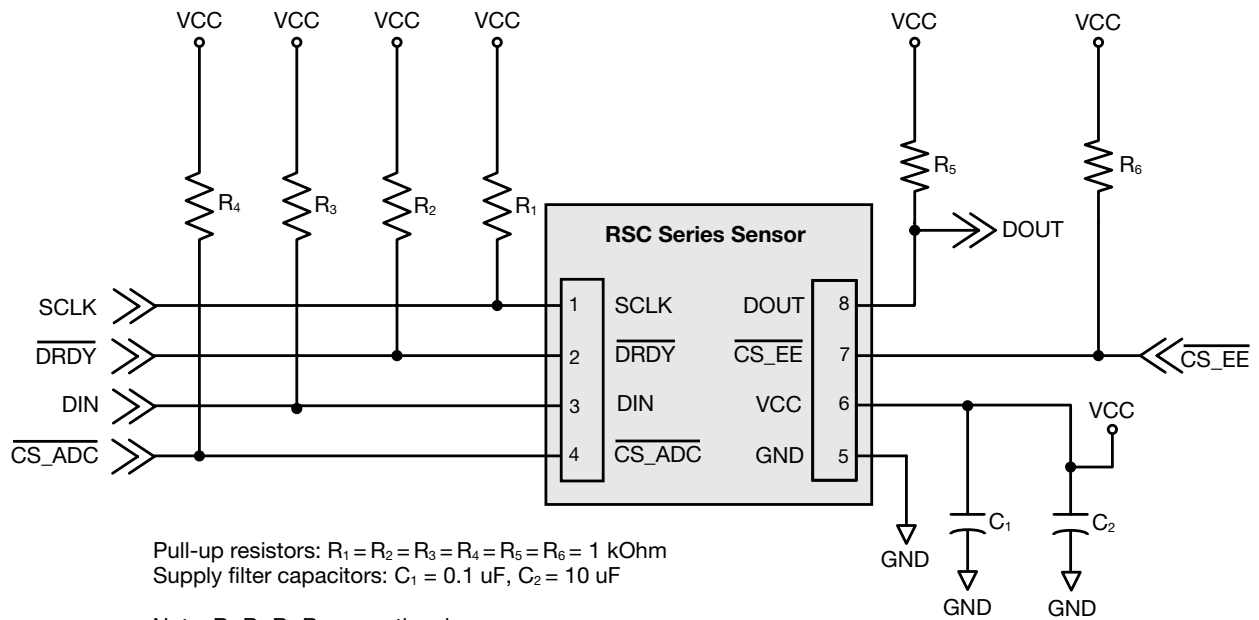 VCC VCC VCC VCC VCC VCC
R4 R3 R2 R1 R5 R6
RSC Series Sensor
DOUT
SCLK 1 SCLK DOUT 8
DRDY 2 DRDY CS_EE 7 CS_EE
DIN 3 DIN VCC 6 VCC
CS_ADC 4 CS_ADC GND 5
GND C1 C2
GND GND
Pull-up resistors: R1 = R2 = R3 = R4 = R5 = R6 = 1 kOhm
Supply filter capacitors: C1 = 0.1 uF, C2 = 10 uF